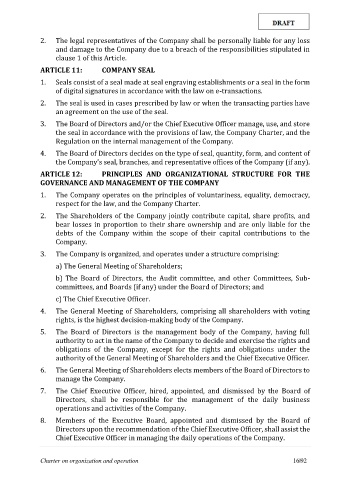 DRAFT
2. The legal representatives of the Company shall be personally liable for any loss
and damage to the Company due to a breach of the responsibilities stipulated in
clause 1 of this Article.
ARTICLE 11: COMPANY SEAL
1. Seals consist of a seal made at seal engraving establishments or a seal in the form
of digital signatures in accordance with the law on e-transactions.
2. The seal is used in cases prescribed by law or when the transacting parties have
an agreement on the use of the seal.
3. The Board of Directors and/or the Chief Executive Officer manage, use, and store
the seal in accordance with the provisions of law, the Company Charter, and the
Regulation on the internal management of the Company.
4. The Board of Directors decides on the type of seal, quantity, form, and content of
the Company's seal, branches, and representative offices of the Company (if any).
ARTICLE 12: PRINCIPLES AND ORGANIZATIONAL STRUCTURE FOR THE
GOVERNANCE AND MANAGEMENT OF THE COMPANY
1. The Company operates on the principles of voluntariness, equality, democracy,
respect for the law, and the Company Charter.
2. The Shareholders of the Company jointly contribute capital, share profits, and
bear losses in proportion to their share ownership and are only liable for the
debts of the Company within the scope of their capital contributions to the
Company.
3. The Company is organized, and operates under a structure comprising:
a) The General Meeting of Shareholders;
b) The Board of Directors, the Audit committee, and other Committees, Sub-
committees, and Boards (if any) under the Board of Directors; and
c) The Chief Executive Officer.
4. The General Meeting of Shareholders, comprising all shareholders with voting
rights, is the highest decision-making body of the Company.
5. The Board of Directors is the management body of the Company, having full
authority to act in the name of the Company to decide and exercise the rights and
obligations of the Company, except for the rights and obligations under the
authority of the General Meeting of Shareholders and the Chief Executive Officer.
6. The General Meeting of Shareholders elects members of the Board of Directors to
manage the Company.
7. The Chief Executive Officer, hired, appointed, and dismissed by the Board of
Directors, shall be responsible for the management of the daily business
operations and activities of the Company.
8. Members of the Executive Board, appointed and dismissed by the Board of
Directors upon the recommendation of the Chief Executive Officer, shall assist the
Chief Executive Officer in managing the daily operations of the Company.
Charter on organization and operation 16/92